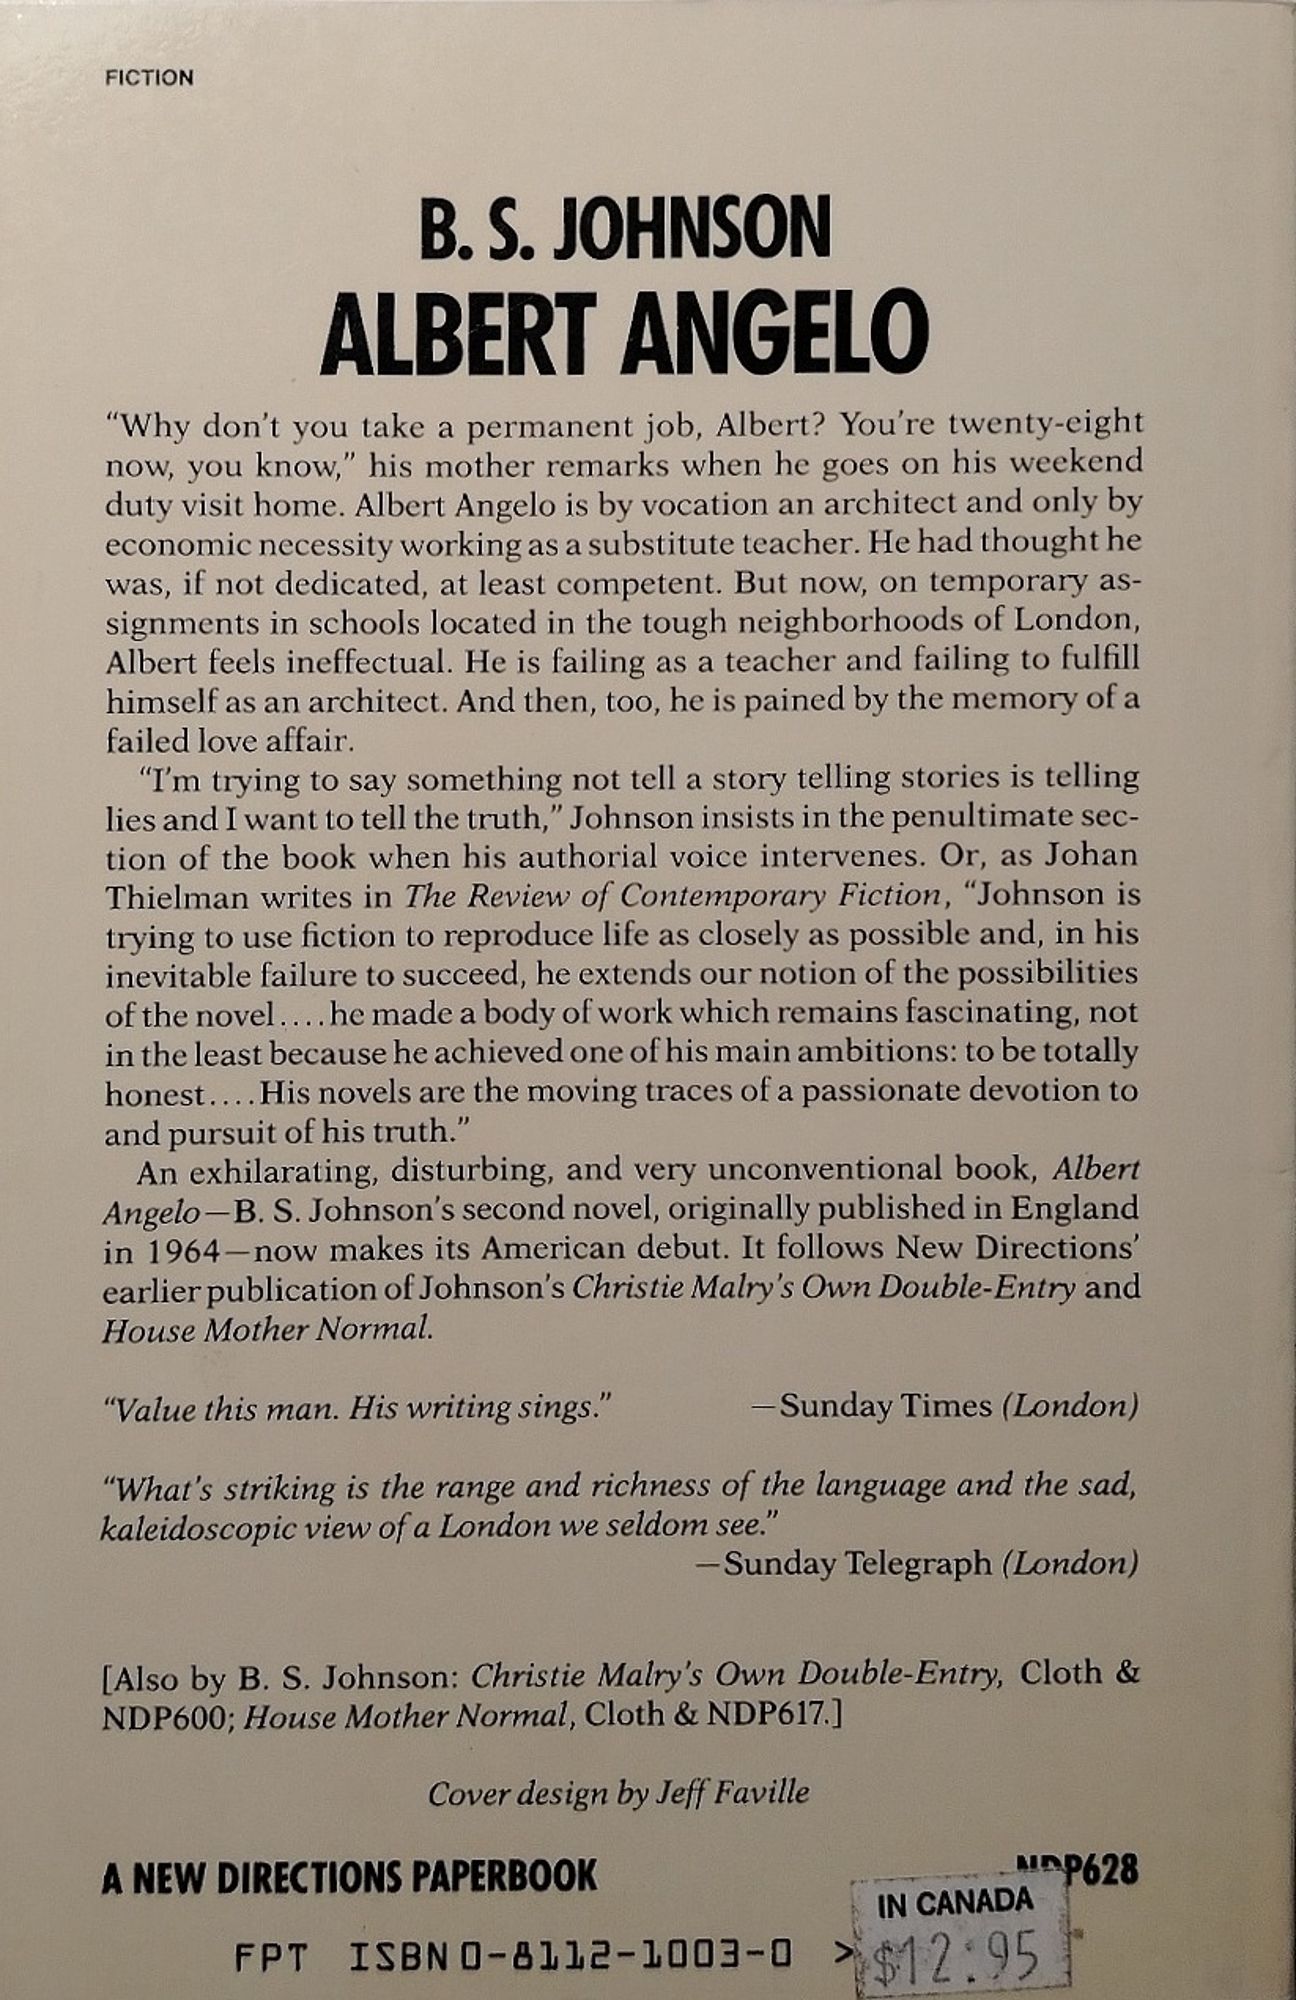 FICTION
B. S. JOHNSON
ALBERT ANGELO
“Why don’t you take a permanent job, Albert? You’re twenty-eight
now, you know,” his mother remarks when he goes on his weekend
duty visit home. Albert Angelo is by vocation an architect and only by
economic necessity working as a substitute teacher. He had thought he
was, if not dedicated, at least competent. But now, on temporary as-
signments in schools located in the tough neighborhoods of London,
Albert feels ineffectual. He is failing as a teacher and failing to fulfill
himself as an architect. And then, too, he is pained by the memory of a
failed love affair.
“I’m trying to say something not tell a story telling stories is telling
lies and I want to tell the truth,” Johnson insists in the penultimate sec-
tion of the book when his authorial voice intervenes. Or, as Johan
Thielman writes in The Review of Contemporary Fiction, “Johnson is
trying to use fiction to reproduce life as closely as possible and, in his
inevitable failure to succeed, he extends our notion of the possibilities
of the novel....he made a body of work which remains fascinating, not
in the least because he achieved one of his main ambitions: to be totally
honest....His novels are the moving traces of a passionate devotion to
and pursuit of his truth.”
An exhilarating, disturbing, and very unconventional book, Albert
Angelo—B. S. Johnson’s second novel, originally published in England
in 1964—now makes its American debut. It follows New Directions’
earlier publication of Johnson’s Christie Malry’s Own Double-Entry and
House Mother Normal.
“Value this man. His writing sings.” —Sunday Times (London)
“What’s striking is the range and richness of the language and the sad,
kaleidoscopic view of a London we seldom see.”
—Sunday Telegraph (London)
[Also by B. S. Johnson: Christie Malry’s Own Double-Entry, Cloth &
NDP600; House Mother Normal, Cloth & NDP617.]
Cover design by Jeff Faville
A NEW DIRECTIONS PAPERBOOK NDP628
IN CANADA
FPT ISBN 0-8112-1003-0 > $12.95